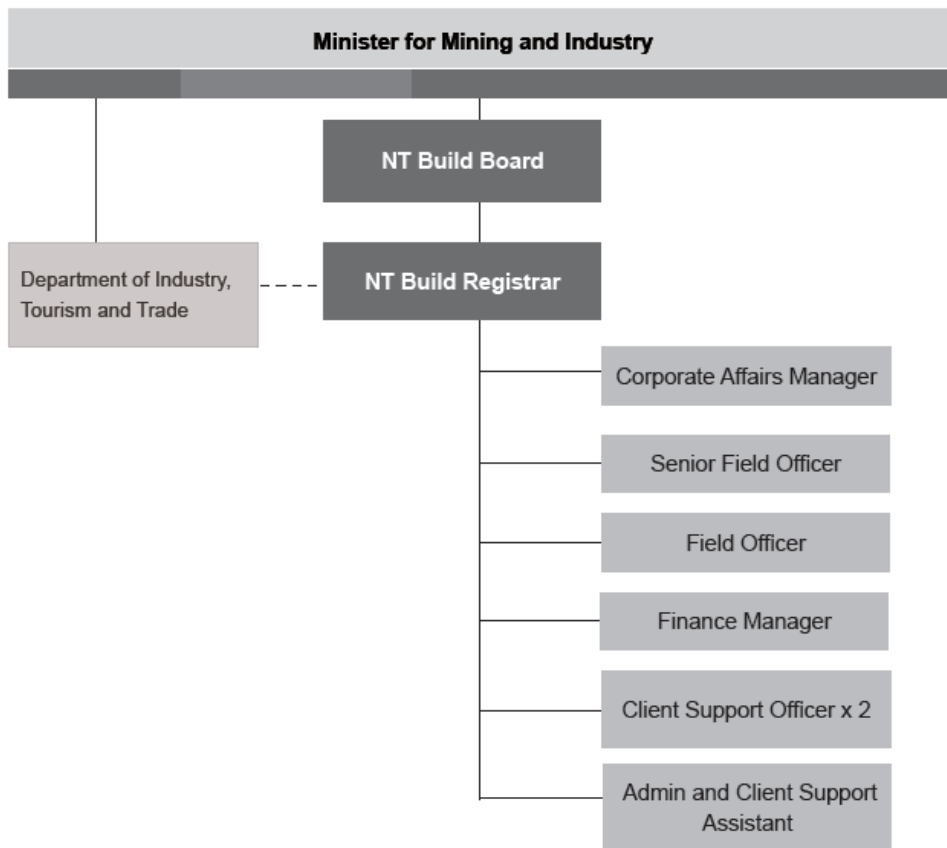 Minister for Mining and Industry
NT Build Board
Department of Industry,
Tourism and Trade
NT Build Registrar
Corporate Affairs Manager
Senior Field Officer
Field Officer
Finance Manager
Client Support Officer x 2
Admin and Client Support
Assistant